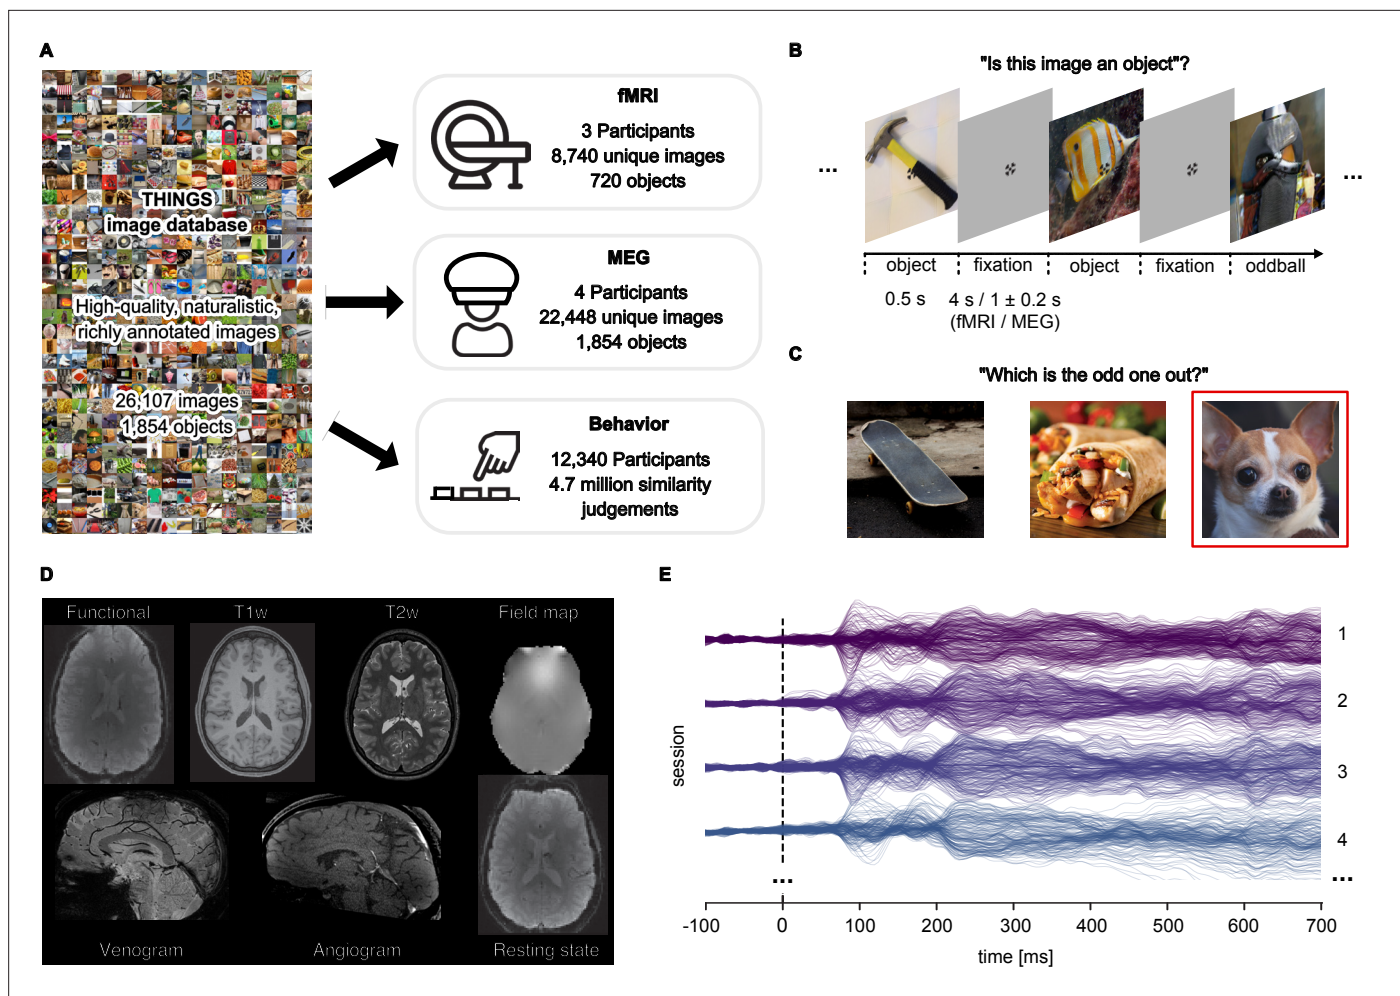 A
THINGS
image database
High-quality, naturalistic,
richly annotated images
26,107 images
1,854 objects
fMRI
3 Participants
8,740 unique images
720 objects
MEG
4 Participants
22,448 unique images
1,854 objects
Behavior
12,340 Participants
4.7 million similarity
judgements
B
"Is this image an object"?
... ...
object fixation object fixation oddball
0.5 s 4 s / 1 ± 0.2 s
(fMRI / MEG)
C
"Which is the odd one out?"
D
Functional T1w T2w Field map
Venogram Angiogram Resting state
E
session
1
2
3
4
... ...
-100 0 100 200 300 400 500 600 700
time [ms]